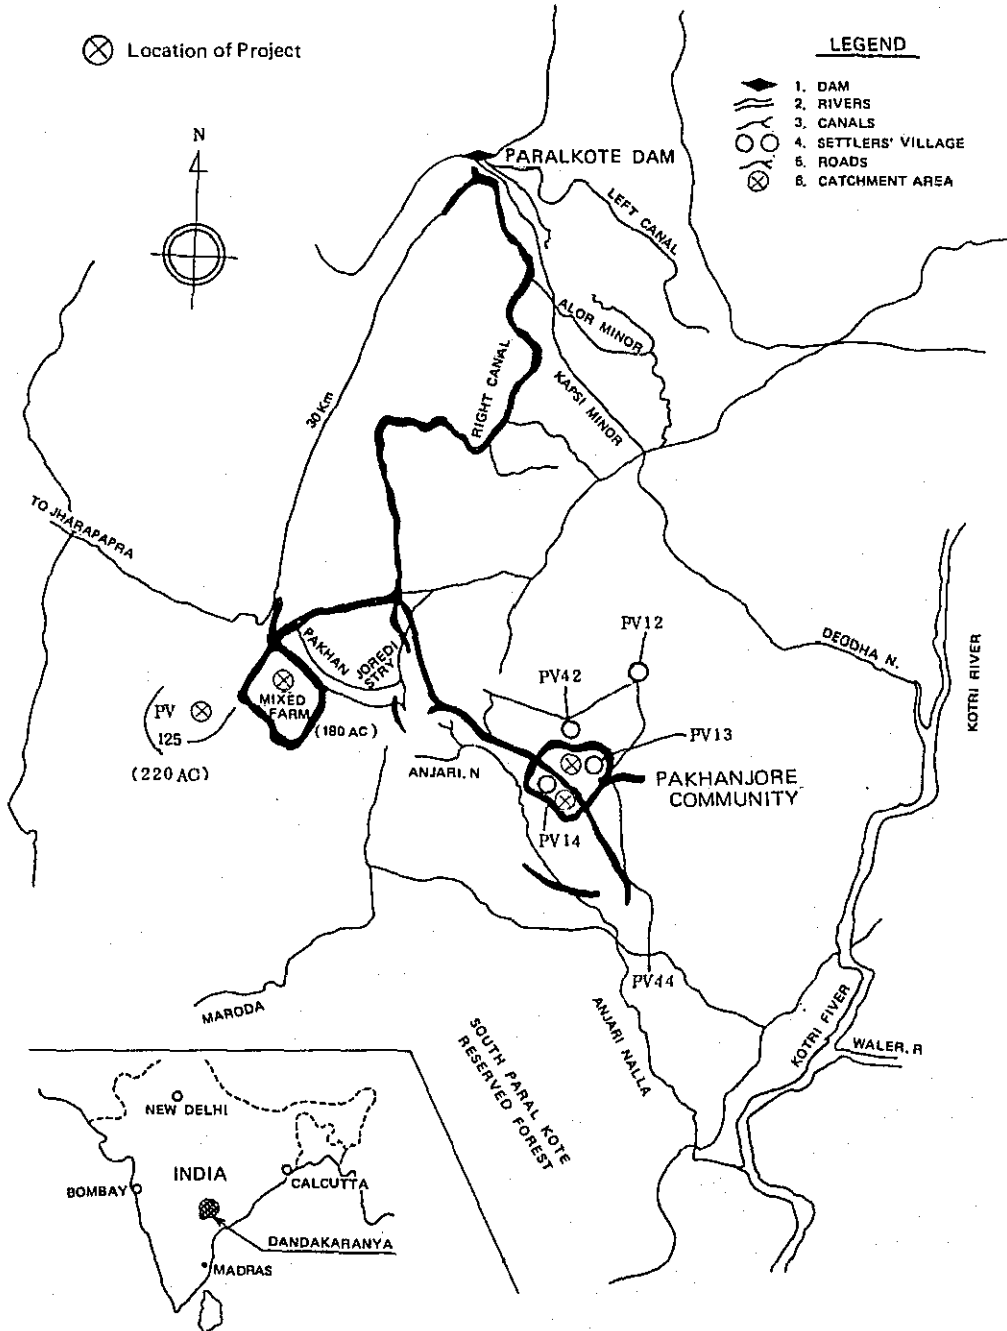 Location of Project
LEGEND
1. DAM
2. RIVERS
3. CANALS
4. SETTLERS' VILLAGE
5. ROADS
6. CATCHMENT AREA
N
PARALKOTE DAM
LEFT CANAL
ALOR MINOR
KAPSI MINOR
RIGHT CANAL
30 Km
TO JHARAPAPRA
PAKHAN
JOREDI
STRY
MIXED
FARM
(180 AC)
PV
125
(220 AC)
ANJARI. N
PV12
PV42
PV13
PAKHANJORE
COMMUNITY
PV14
PV44
DEODHA N.
KOTRI RIVER
MARODA
SOUTH PARAL KOTE
RESERVED FOREST
ANJARI NALLA
KOTRI FIVER
WALER. R
NEW DELHI
INDIA
BOMBAY
CALCUTTA
DANDAKARANYA
MADRAS